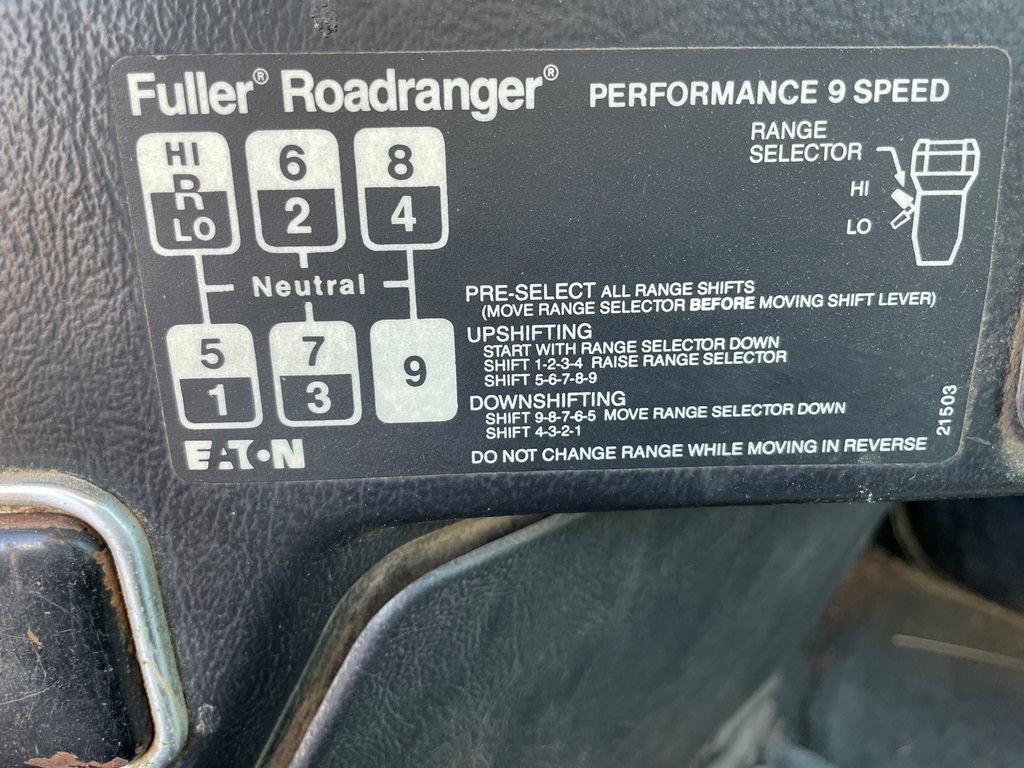 Fuller® Roadranger® PERFORMANCE 9 SPEED
RANGE
SELECTOR
HI
LO
HI
R
LO
6
2
8
4
Neutral
5
1
7
3
9
PRE-SELECT ALL RANGE SHIFTS
(MOVE RANGE SELECTOR BEFORE MOVING SHIFT LEVER)
UPSHIFTING
START WITH RANGE SELECTOR DOWN
SHIFT 1-2-3-4 RAISE RANGE SELECTOR
SHIFT 5-6-7-8-9
DOWNSHIFTING
SHIFT 9-8-7-6-5 MOVE RANGE SELECTOR DOWN
SHIFT 4-3-2-1
DO NOT CHANGE RANGE WHILE MOVING IN REVERSE
EATON
21503